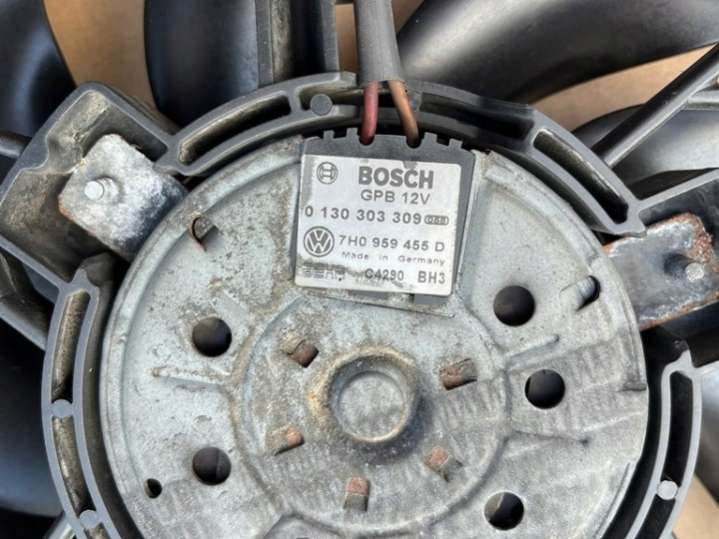 BOSCH
GPB 12V
0 130 303 309
7H0 959 455 D
Made in Germany
C4290 BH3